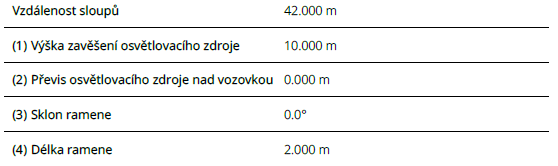 Vzdálenost sloupů 42.000 m
(1) Výška zavěšení osvětlovacího zdroje 10.000 m
(2) Převis osvětlovacího zdroje nad vozovkou 0.000 m
(3) Sklon ramene 0.0°
(4) Délka ramene 2.000 m